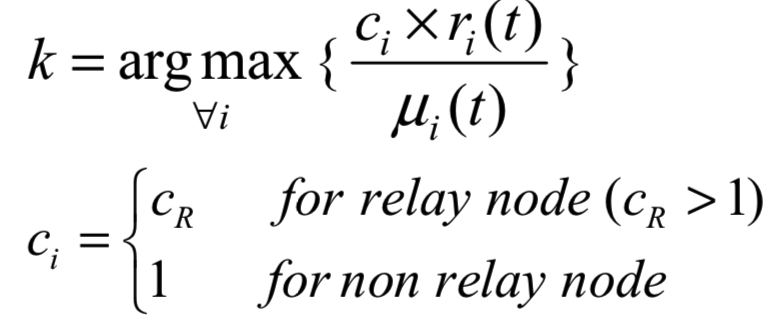 k = arg max { c_i × r_i(t) / μ_i(t) }
∀i
c_i = { c_R for relay node (c_R > 1)
1 for non relay node